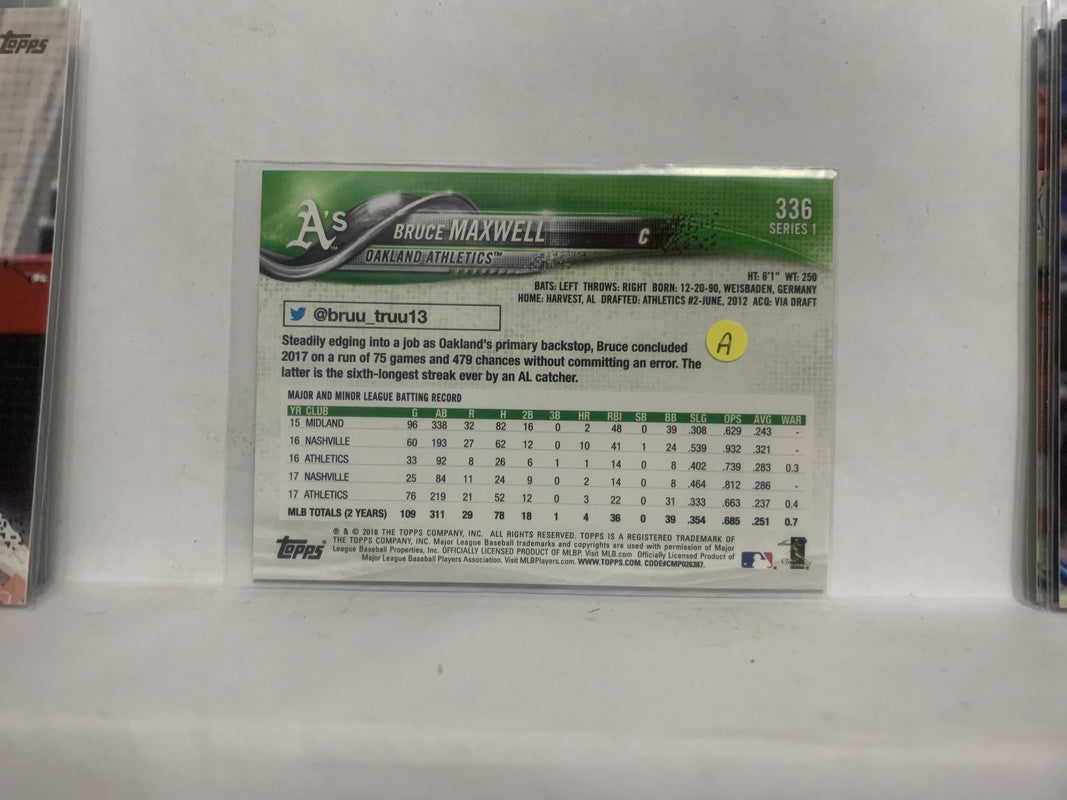 Topps
A's
BRUCE MAXWELL C
OAKLAND ATHLETICS™
336
SERIES 1
HT: 6'1" WT: 250
BATS: LEFT THROWS: RIGHT BORN: 12-20-90, WEISBADEN, GERMANY
HOME: HARVEST, AL DRAFTED: ATHLETICS #2-JUNE, 2012 ACQ: VIA DRAFT
@bruu_truu13
A
Steadily edging into a job as Oakland's primary backstop, Bruce concluded
2017 on a run of 75 games and 479 chances without committing an error. The
latter is the sixth-longest streak ever by an AL catcher.
MAJOR AND MINOR LEAGUE BATTING RECORD
YR CLUB G AB R H 2B 3B HR RBI SB BB SLG OPS AVG WAR
15 MIDLAND 96 338 32 82 16 0 2 48 0 39 .308 .629 .243 -
16 NASHVILLE 60 193 27 62 12 0 10 41 1 24 .539 .932 .321 -
16 ATHLETICS 33 92 8 26 6 1 1 14 0 8 .402 .739 .283 0.3
17 NASHVILLE 25 84 11 24 9 0 2 14 0 8 .464 .812 .286 -
17 ATHLETICS 76 219 21 52 12 0 3 22 0 31 .333 .663 .237 0.4
MLB TOTALS (2 YEARS) 109 311 29 78 18 1 4 36 0 39 .354 .685 .251 0.7
Topps
® & © 2018 THE TOPPS COMPANY, INC. ALL RIGHTS RESERVED. TOPPS IS A REGISTERED TRADEMARK OF
THE TOPPS COMPANY, INC. Major League Baseball trademarks and copyrights are used with permission of Major
League Baseball Properties, Inc. OFFICIALLY LICENSED PRODUCT OF MLBP. Visit MLB.com Officially Licensed Product of
Major League Baseball Players Association. Visit MLBPlayers.com. WWW.TOPPS.COM. CODE#CMP026387.